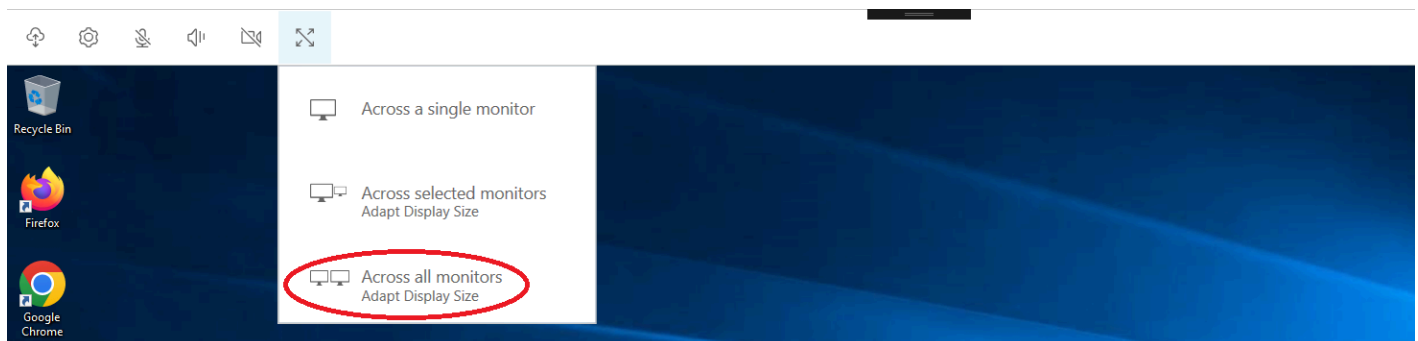 Across a single monitor
Recycle Bin
Across selected monitors
Adapt Display Size
Firefox
Across all monitors
Adapt Display Size
Google
Chrome